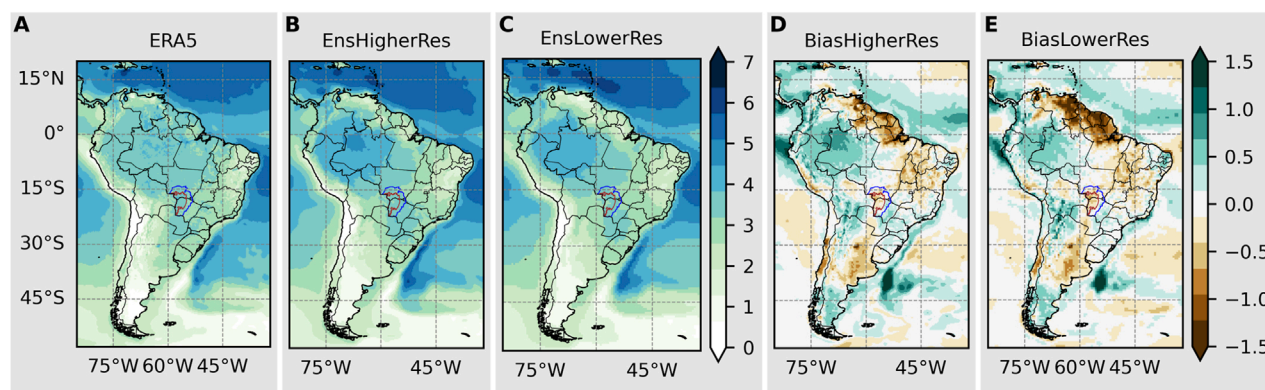 A
ERA5
15°N
0°
15°S
30°S
45°S
75°W 60°W 45°W
B
EnsHigherRes
75°W
45°W
C
EnsLowerRes
75°W
45°W
7
6
5
4
3
2
1
0
D
BiasHigherRes
75°W
45°W
E
BiasLowerRes
75°W 60°W 45°W
1.5
1.0
0.5
0.0
−0.5
−1.0
−1.5